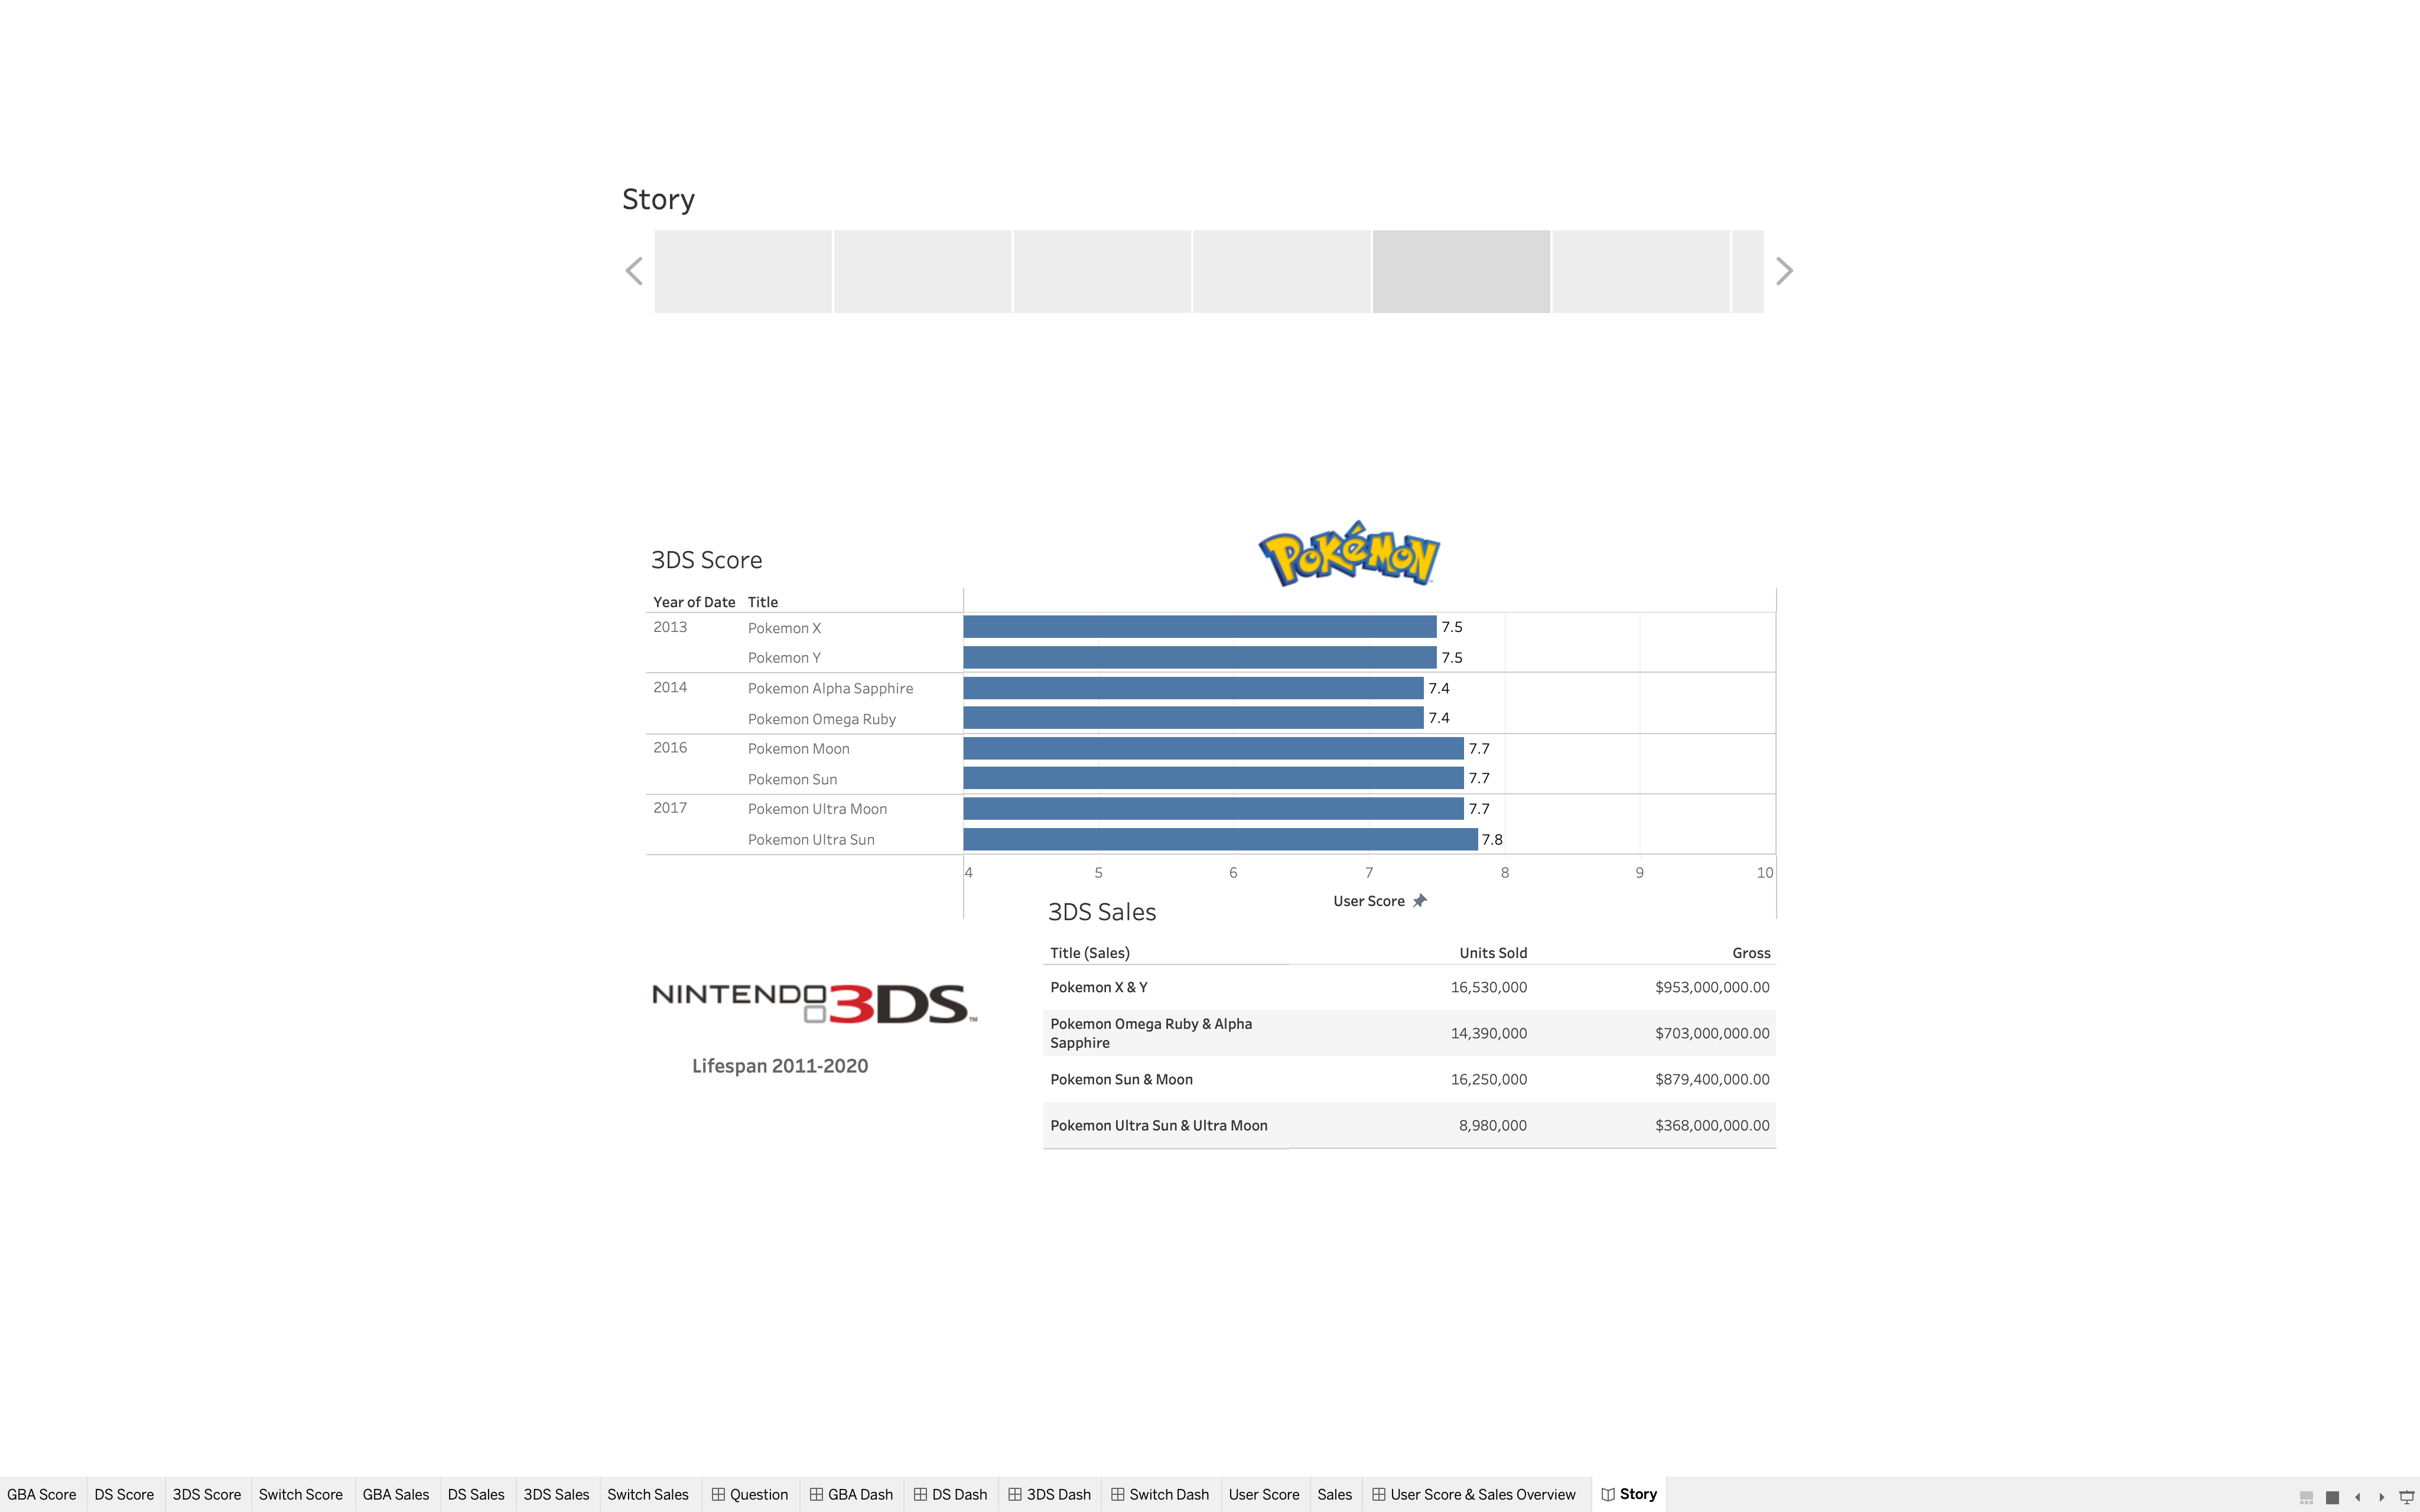 Story
POKéMON
3DS Score
Year of Date Title
2013 Pokemon X 7.5
Pokemon Y 7.5
2014 Pokemon Alpha Sapphire 7.4
Pokemon Omega Ruby 7.4
2016 Pokemon Moon 7.7
Pokemon Sun 7.7
2017 Pokemon Ultra Moon 7.7
Pokemon Ultra Sun 7.8
4 5 6 7 8 9 10
User Score
3DS Sales
Title (Sales) Units Sold Gross
Pokemon X & Y 16,530,000 $953,000,000.00
Pokemon Omega Ruby & Alpha
Sapphire 14,390,000 $703,000,000.00
Pokemon Sun & Moon 16,250,000 $879,400,000.00
Pokemon Ultra Sun & Ultra Moon 8,980,000 $368,000,000.00
NINTENDO 3DS™
Lifespan 2011-2020
GBA Score DS Score 3DS Score Switch Score GBA Sales DS Sales 3DS Sales Switch Sales Question GBA Dash DS Dash 3DS Dash Switch Dash User Score Sales User Score & Sales Overview Story